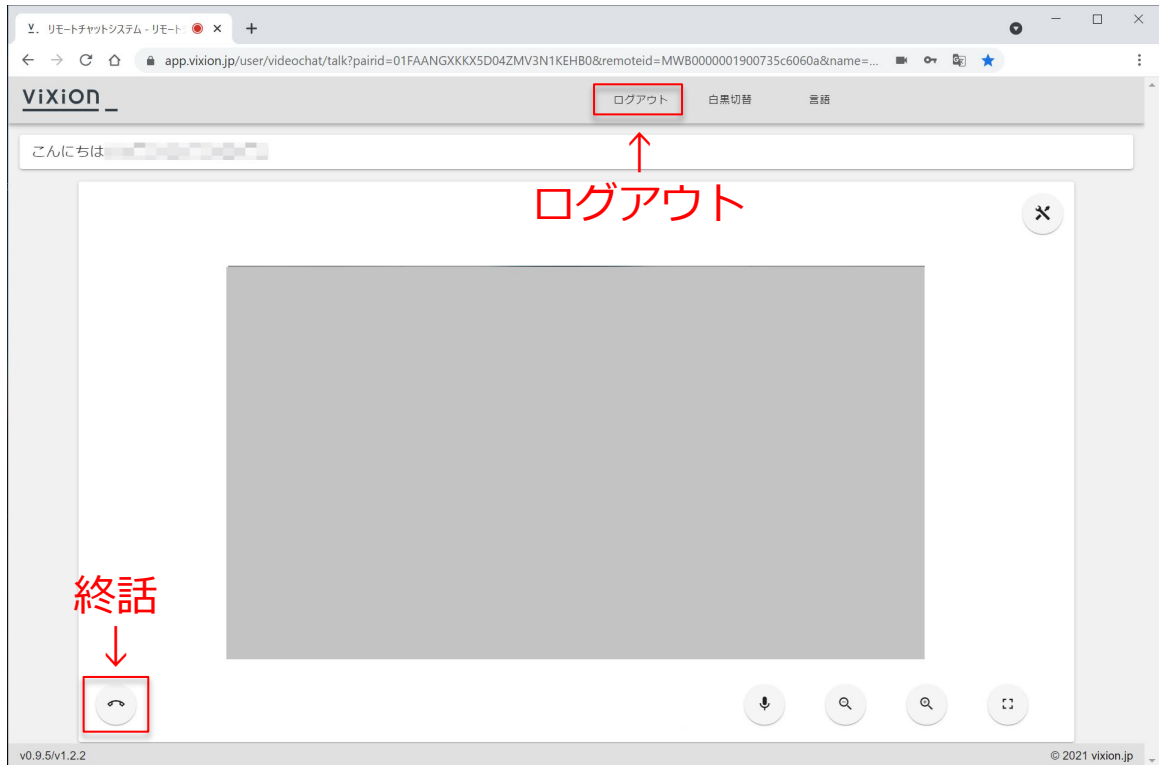 リモートチャットシステム - リモート
app.vixion.jp/user/videochat/talk?pairid=01FAANGXKKX5D04ZMV3N1KEHB0&remoteid=MWB0000001900735c6060a&name=...
ViXiON
ログアウト 白黒切替 言語
こんにちは
↑
ログアウト
終話
↓
v0.9.5/v1.2.2
© 2021 vixion.jp